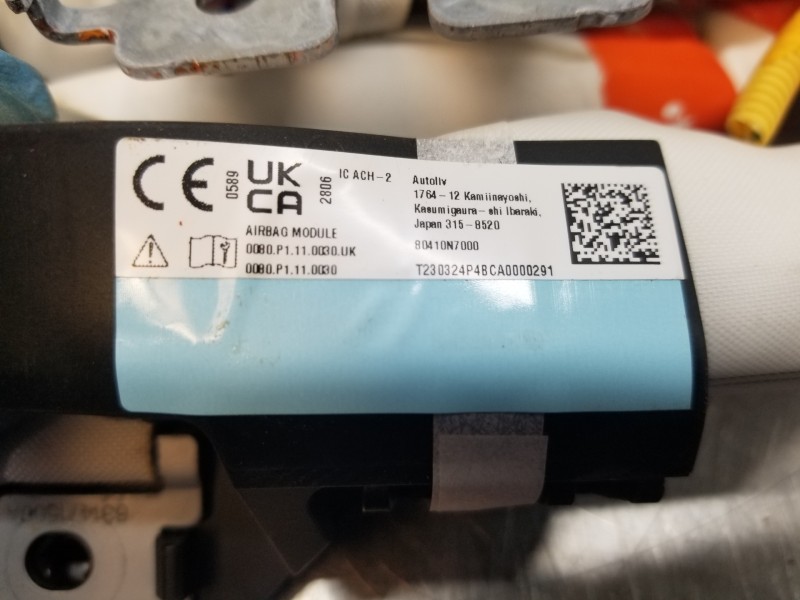 CE
0589
UK
CA
2806
IC ACH-2
AIRBAG MODULE
0080.P1.11.0030.UK
0080.P1.11.0030
Autoliv
1764-12 Kamiinayoshi,
Kasumigaura-shi Ibaraki,
Japan 315-8520
80410N7000
T230324P4BCA0000291